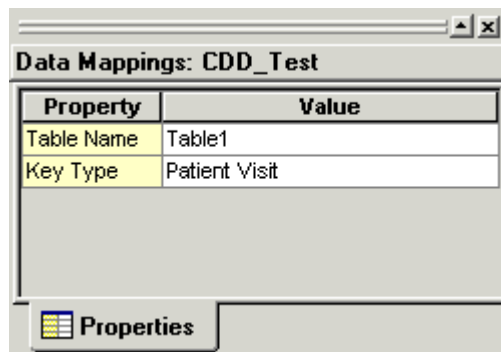 Data Mappings: CDD_Test
Property Value
Table Name Table1
Key Type Patient Visit
Properties